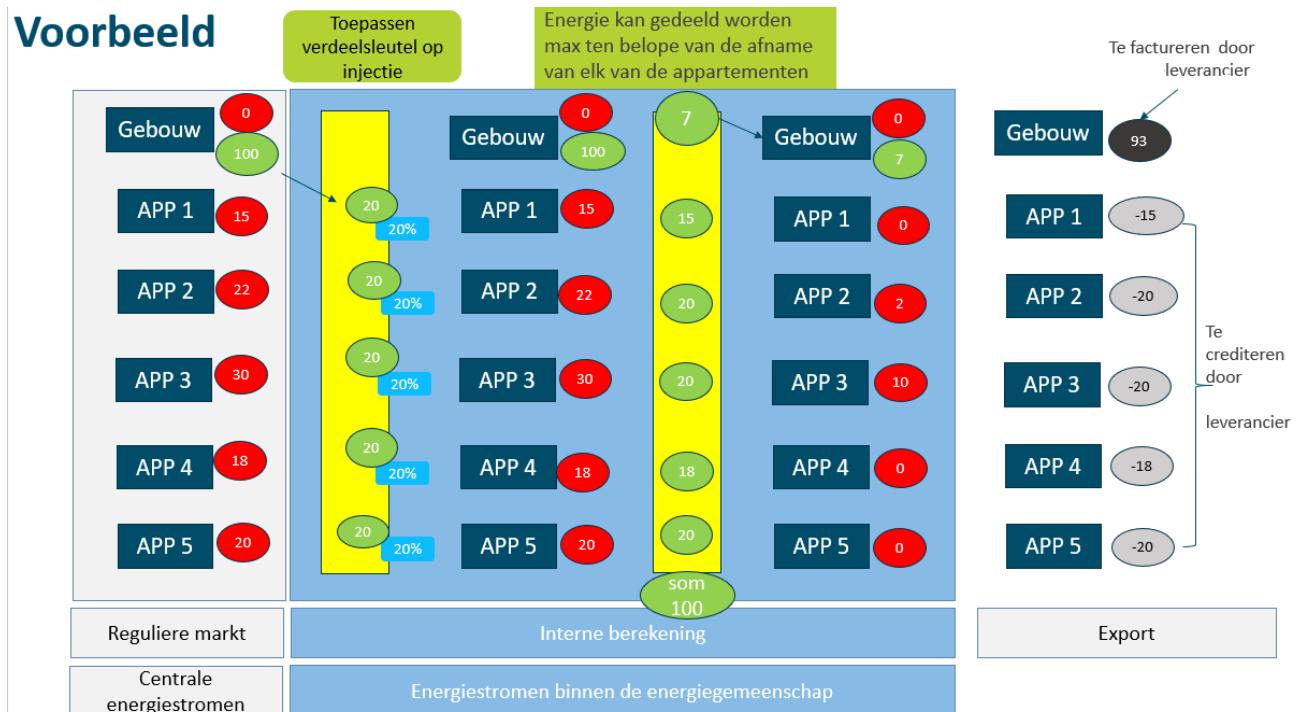 Voorbeeld
Toepassen
verdeelsleutel op
injectie
Energie kan gedeeld worden
max ten belope van de afname
van elk van de appartementen
Te factureren door
leverancier
Gebouw
0
100
Gebouw
0
100
7
Gebouw
0
7
Gebouw
93
APP 1
15
20
20%
APP 1
15
15
APP 1
0
APP 1
-15
APP 2
22
20
20%
APP 2
22
20
APP 2
2
APP 2
-20
APP 3
30
20
20%
APP 3
30
20
APP 3
10
APP 3
-20
Te
crediteren
door
leverancier
APP 4
18
20
20%
APP 4
18
18
APP 4
0
APP 4
-18
APP 5
20
20
20%
APP 5
20
20
APP 5
0
APP 5
-20
som
100
Reguliere markt
Interne berekening
Export
Centrale
energiestromen
Energiestromen binnen de energiegemeenschap